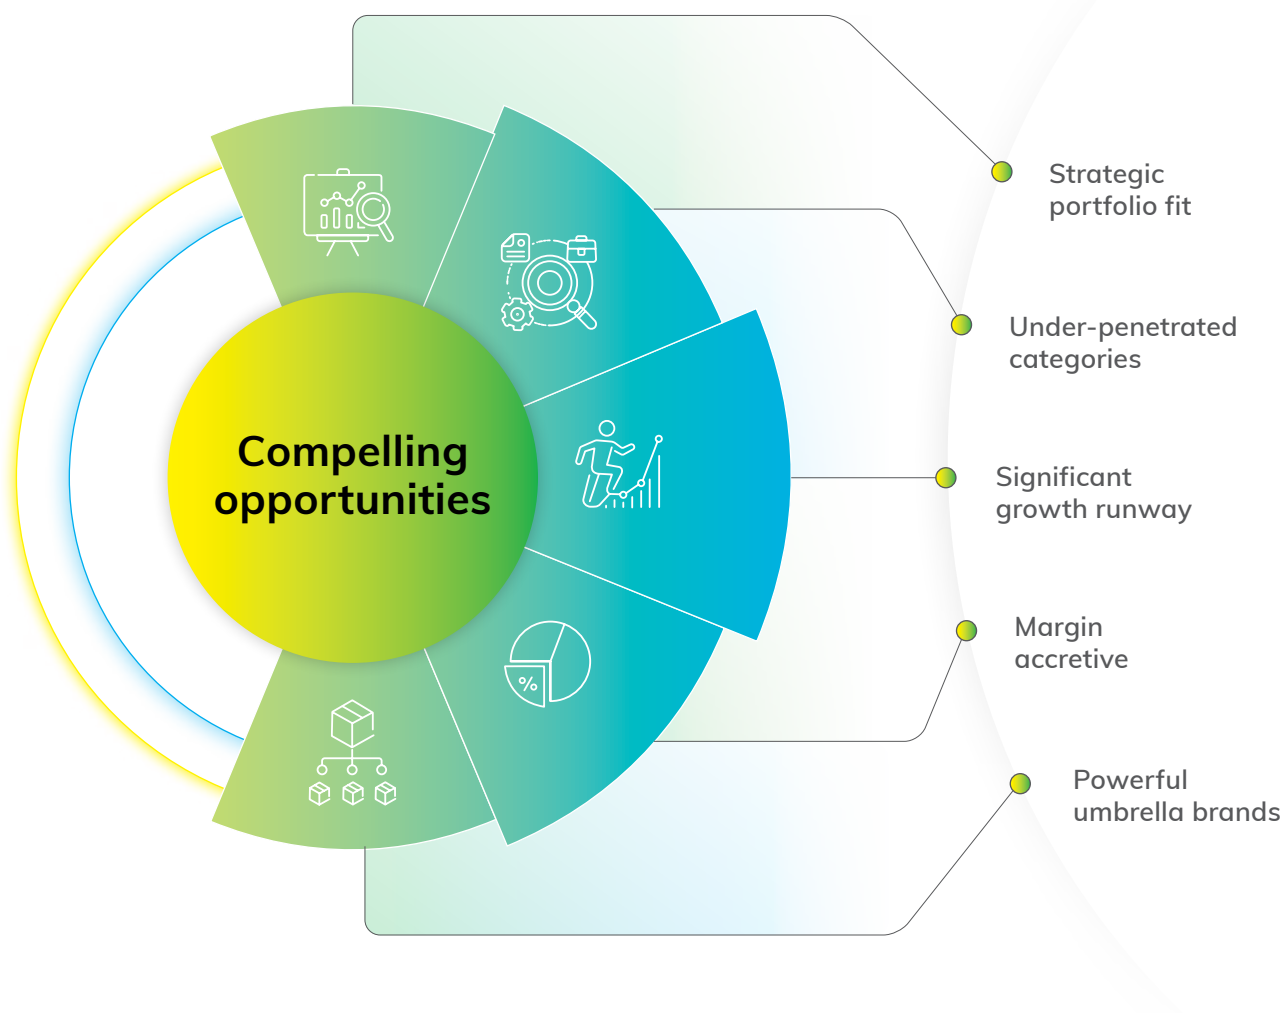 Compelling
opportunities
Strategic
portfolio fit
Under-penetrated
categories
Significant
growth runway
Margin
accretive
Powerful
umbrella brands
%